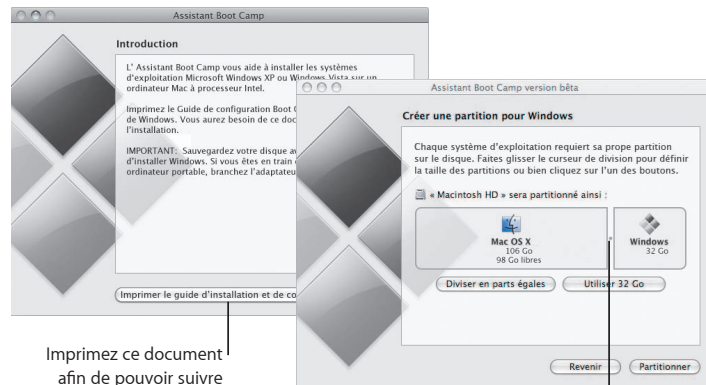 Assistant Boot Camp
Introduction
L' Assistant Boot Camp vous aide à installer les systèmes
d'exploitation Microsoft Windows XP ou Windows Vista sur un
ordinateur Mac à processeur Intel.
Imprimez le Guide de configuration Boot
de Windows. Vous aurez besoin de ce
l'installation.
IMPORTANT: Sauvegardez votre disque
d'installer Windows. Si vous êtes en train
ordinateur portable, branchez
Imprimer le guide d'installation et de
Assistant Boot Camp version bêta
Créer une partition pour Windows
Chaque système d'exploitation requiert sa propre partition
sur le disque. Faites glisser le curseur de division pour définir
la taille des partitions ou bien cliquez sur l'un des boutons.
« Macintosh HD » sera partitionné ainsi :
Mac OS X
106 Go
98 Go libres
Windows
32 Go
Diviser en parts égales
Utiliser 32 Go
Revenir
Partitionner
Imprimez ce document
afin de pouvoir suivre